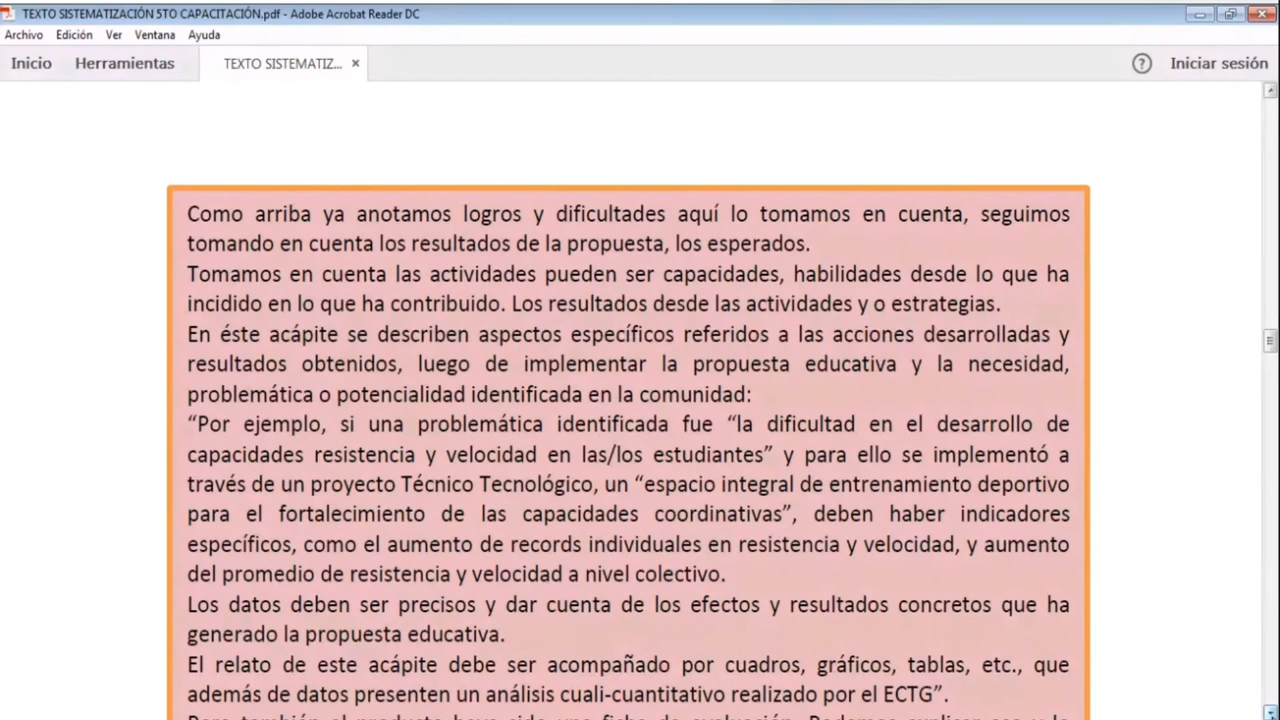 TEXTO SISTEMATIZACIÓN 5TO CAPACITACIÓN.pdf - Adobe Acrobat Reader DC
Archivo Edición Ver Ventana Ayuda
Inicio Herramientas TEXTO SISTEMATIZ... × ? Iniciar sesión
Como arriba ya anotamos logros y dificultades aquí lo tomamos en cuenta, seguimos
tomando en cuenta los resultados de la propuesta, los esperados.
Tomamos en cuenta las actividades pueden ser capacidades, habilidades desde lo que ha
incidido en lo que ha contribuido. Los resultados desde las actividades y o estrategias.
En éste acápite se describen aspectos específicos referidos a las acciones desarrolladas y
resultados obtenidos, luego de implementar la propuesta educativa y la necesidad,
problemática o potencialidad identificada en la comunidad:
“Por ejemplo, si una problemática identificada fue “la dificultad en el desarrollo de
capacidades resistencia y velocidad en las/los estudiantes” y para ello se implementó a
través de un proyecto Técnico Tecnológico, un “espacio integral de entrenamiento deportivo
para el fortalecimiento de las capacidades coordinativas”, deben haber indicadores
específicos, como el aumento de records individuales en resistencia y velocidad, y aumento
del promedio de resistencia y velocidad a nivel colectivo.
Los datos deben ser precisos y dar cuenta de los efectos y resultados concretos que ha
generado la propuesta educativa.
El relato de este acápite debe ser acompañado por cuadros, gráficos, tablas, etc., que
además de datos presenten un análisis cuali-cuantitativo realizado por el ECTG”.